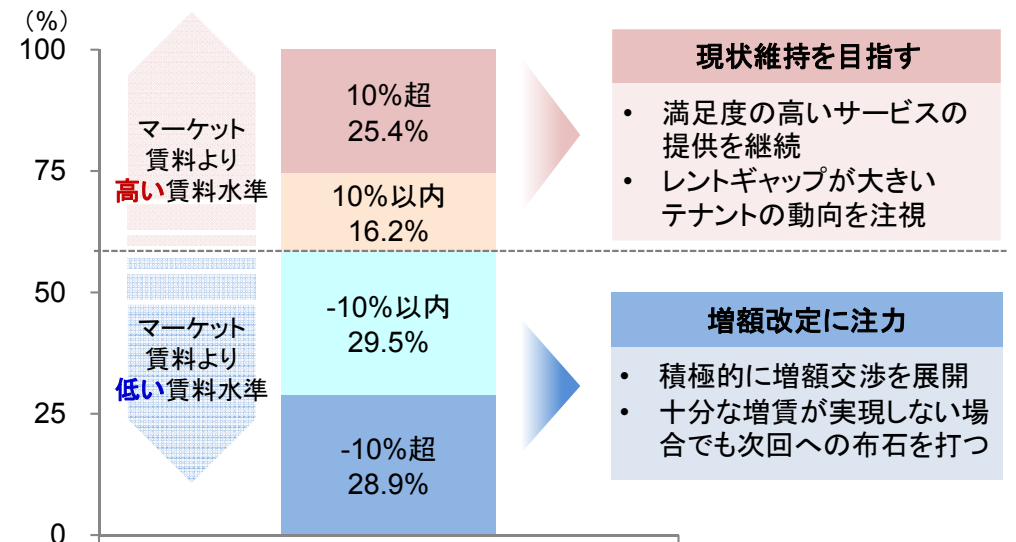 （%）
100
75
50
25
0
マーケット
賃料より
高い賃料水準
マーケット
賃料より
低い賃料水準
10%超
25.4%
10%以内
16.2%
-10%以内
29.5%
-10%超
28.9%
現状維持を目指す
• 満足度の高いサービスの
提供を継続
• レントギャップが大きい
テナントの動向を注視
増額改定に注力
• 積極的に増額交渉を展開
• 十分な増賃が実現しない場
合でも次回への布石を打つ